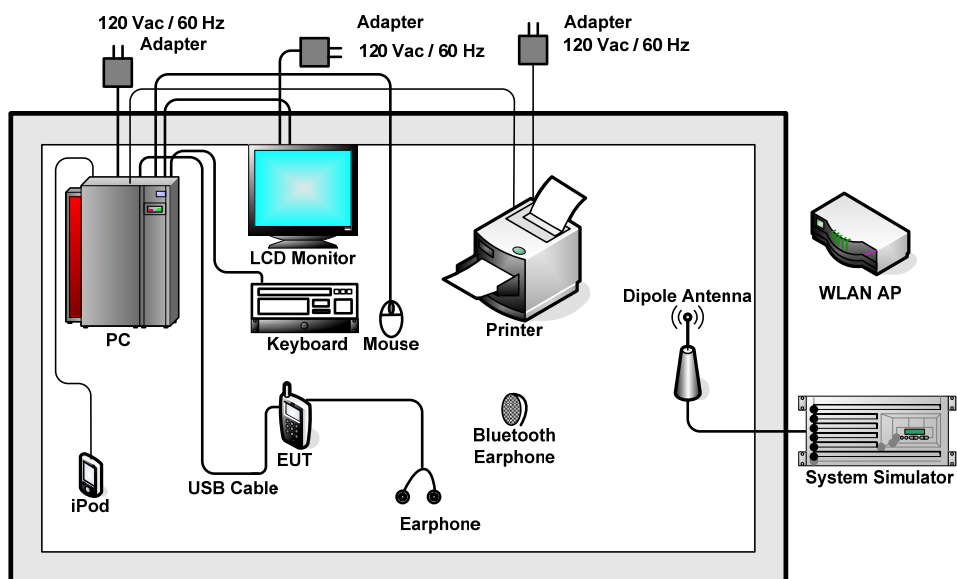 120 Vac / 60 Hz
Adapter
Adapter
120 Vac / 60 Hz
Adapter
120 Vac / 60 Hz
LCD Monitor
PC
Keyboard
Mouse
Printer
Dipole Antenna
WLAN AP
EUT
USB Cable
iPod
Earphone
Bluetooth
Earphone
System Simulator